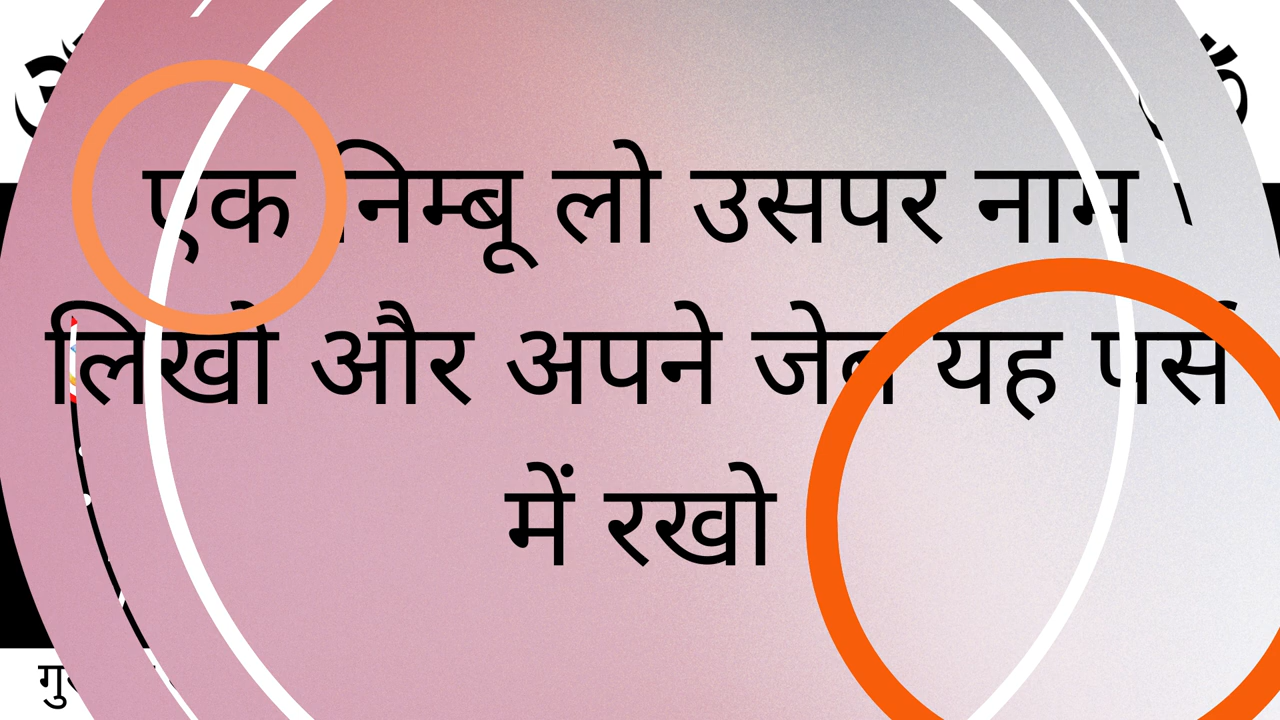 एक निम्बू लो उसपर नाम
लिखो और अपने जेब यह पर्स
में रखो